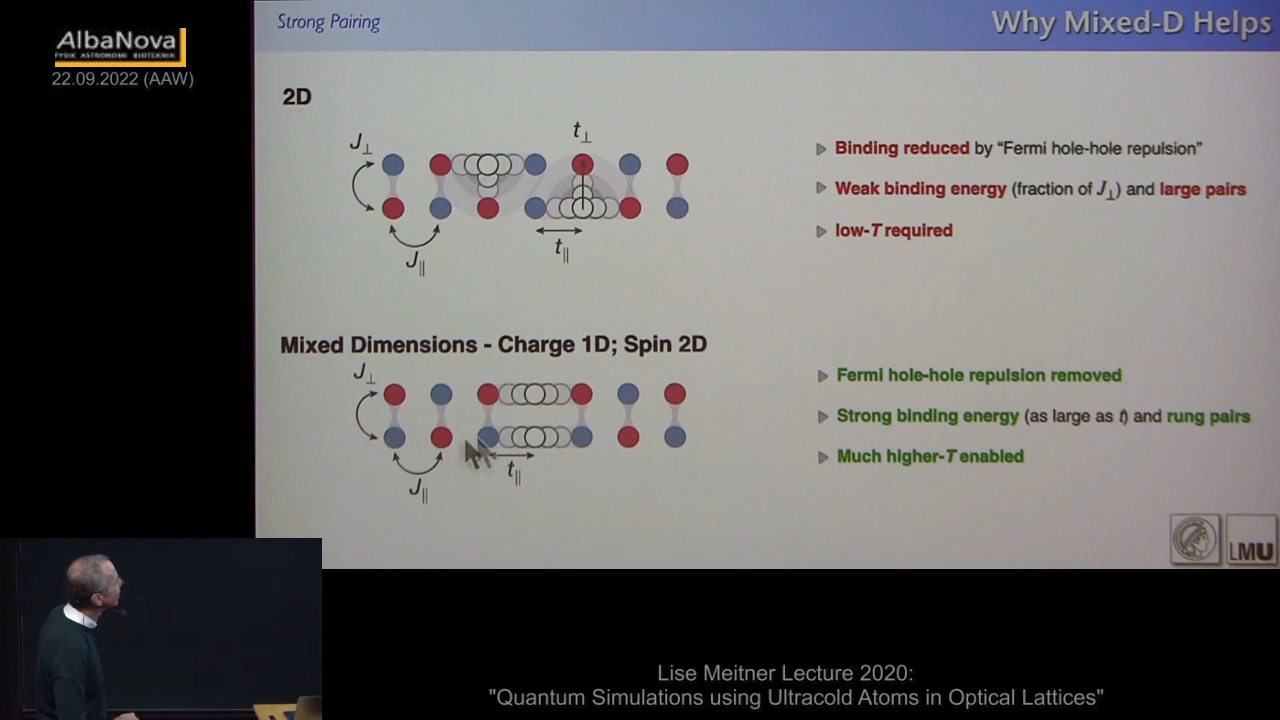 AlbaNova
FYSIK ASTRONOMI BIOTEKNIK
22.09.2022 (AAW)
Strong Pairing
Why Mixed-D Helps
2D
J⊥
t⊥
t||
J||
Binding reduced by “Fermi hole-hole repulsion”
Weak binding energy (fraction of J⊥) and large pairs
low-T required
Mixed Dimensions - Charge 1D; Spin 2D
J⊥
t||
J||
Fermi hole-hole repulsion removed
Strong binding energy (as large as t) and rung pairs
Much higher-T enabled
LMU
Lise Meitner Lecture 2020:
"Quantum Simulations using Ultracold Atoms in Optical Lattices"